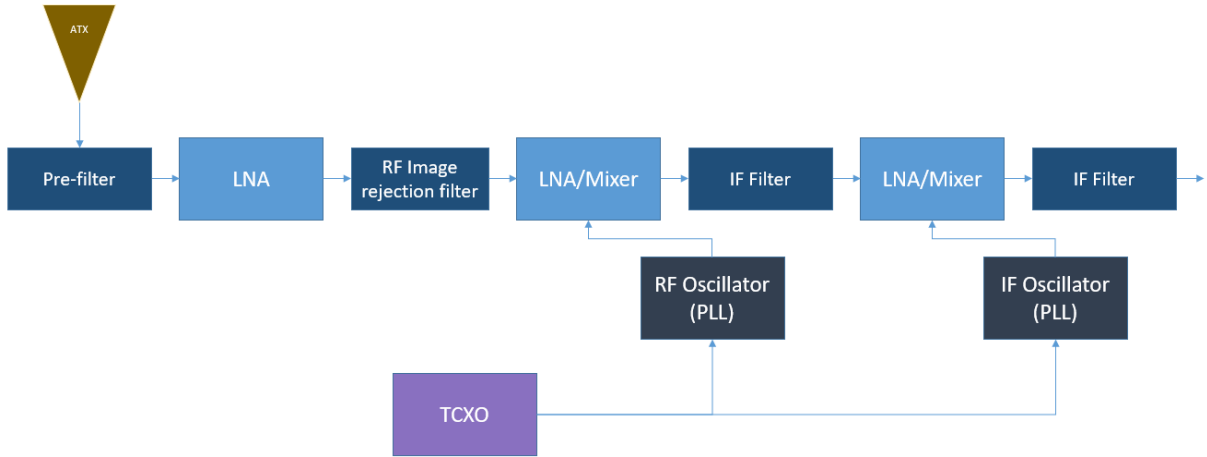 ATX
Pre-filter
LNA
RF Image
rejection filter
LNA/Mixer
IF Filter
LNA/Mixer
IF Filter
RF Oscillator
(PLL)
IF Oscillator
(PLL)
TCXO